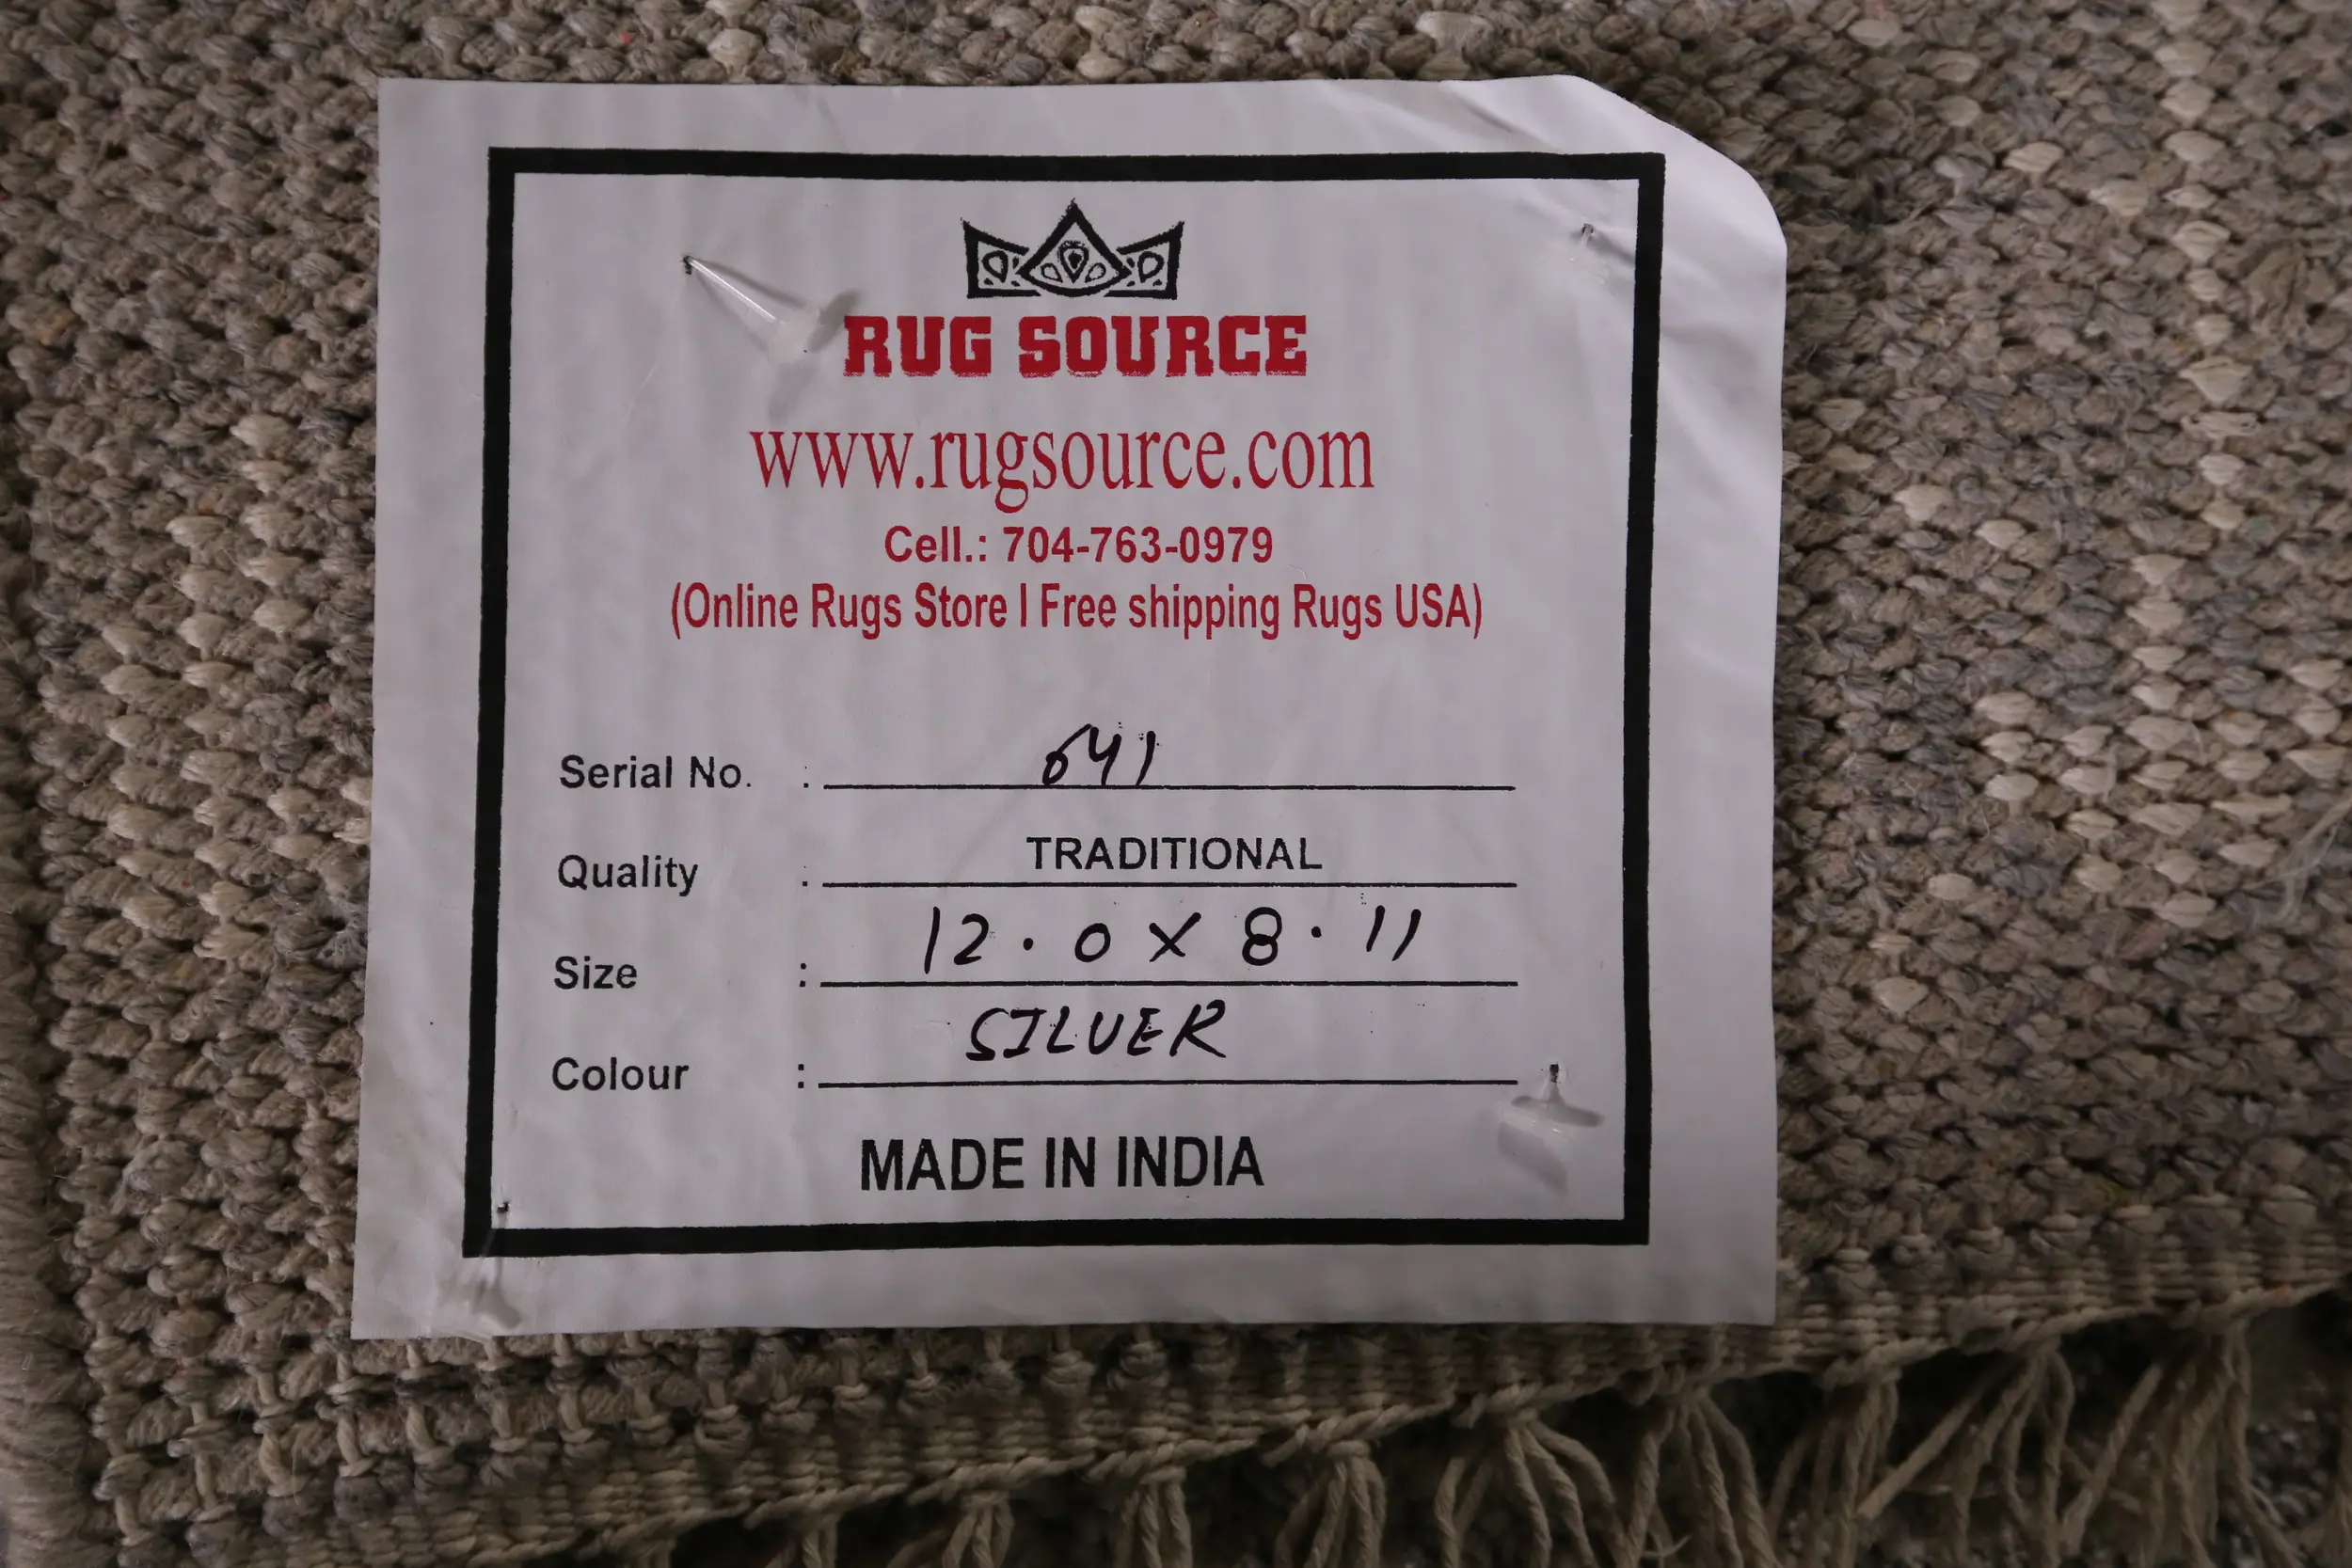 RUG SOURCE
www.rugsource.com
Cell.: 704-763-0979
(Online Rugs Store | Free shipping Rugs USA)
Serial No. : 641
Quality : TRADITIONAL
Size : 12.0 X 8.11
Colour : SILVER
MADE IN INDIA